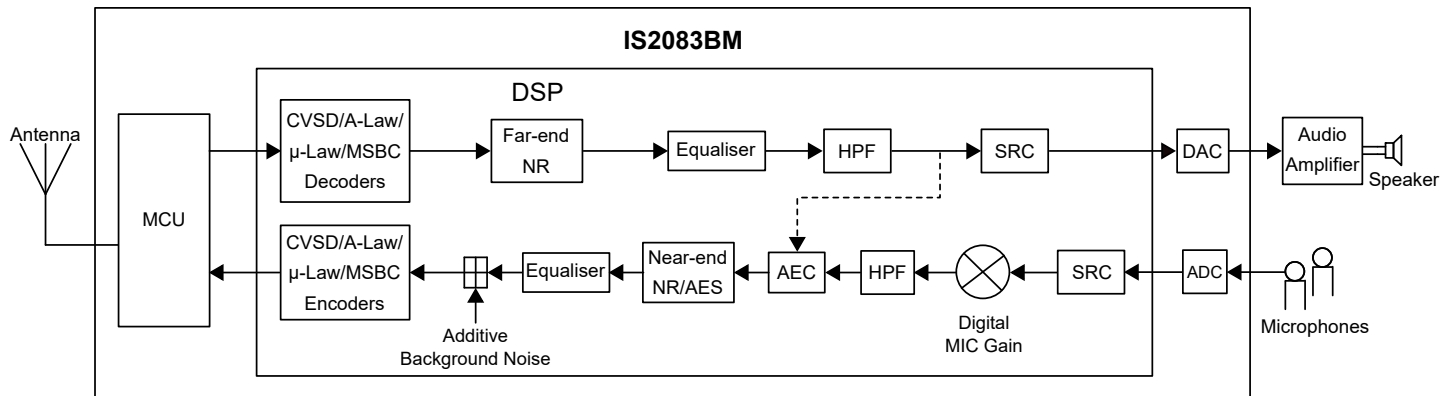 IS2083BM
DSP
Antenna
MCU
CVSD/A-Law/
μ-Law/MSBC
Decoders
Far-end
NR
Equaliser
HPF
SRC
DAC
Audio
Amplifier
Speaker
CVSD/A-Law/
μ-Law/MSBC
Encoders
Additive
Background Noise
Equaliser
Near-end
NR/AES
AEC
HPF
Digital
MIC Gain
SRC
ADC
Microphones